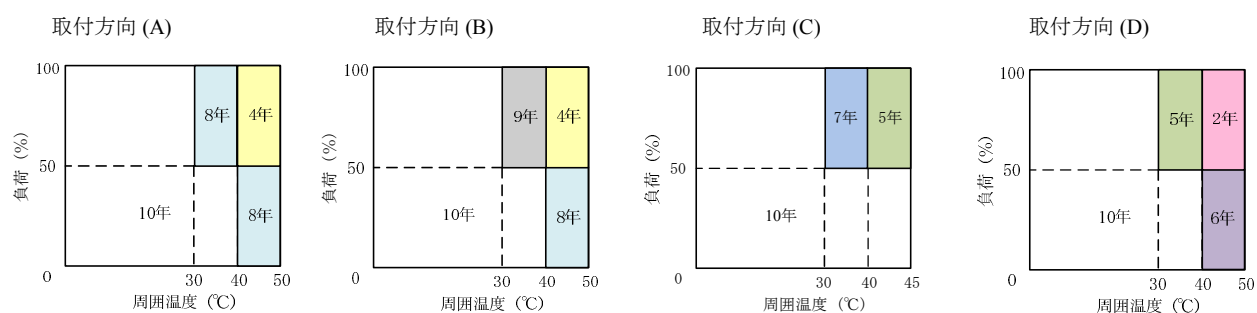 取付方向 (A)
100
8年
4年
負荷 (%)
50
10年
8年
0
30
40
50
周囲温度 (℃)
取付方向 (B)
100
9年
4年
負荷 (%)
50
10年
8年
0
30
40
50
周囲温度 (℃)
取付方向 (C)
100
7年
5年
負荷 (%)
50
10年
0
30
40
45
周囲温度 (℃)
取付方向 (D)
100
5年
2年
負荷 (%)
50
10年
6年
0
30
40
50
周囲温度 (℃)